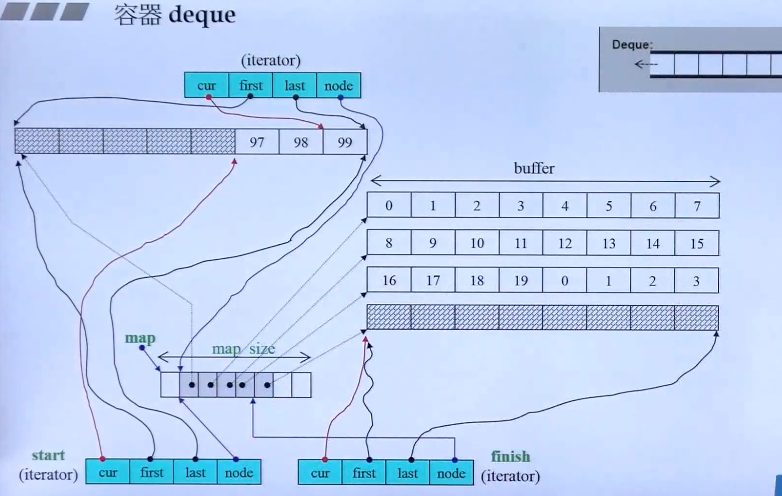 容器 deque
Deque:
(iterator)
cur first last node
97 98 99
buffer
0 1 2 3 4 5 6 7
8 9 10 11 12 13 14 15
16 17 18 19 0 1 2 3
map
map size
start
(iterator)
cur first last node
cur first last node
finish
(iterator)